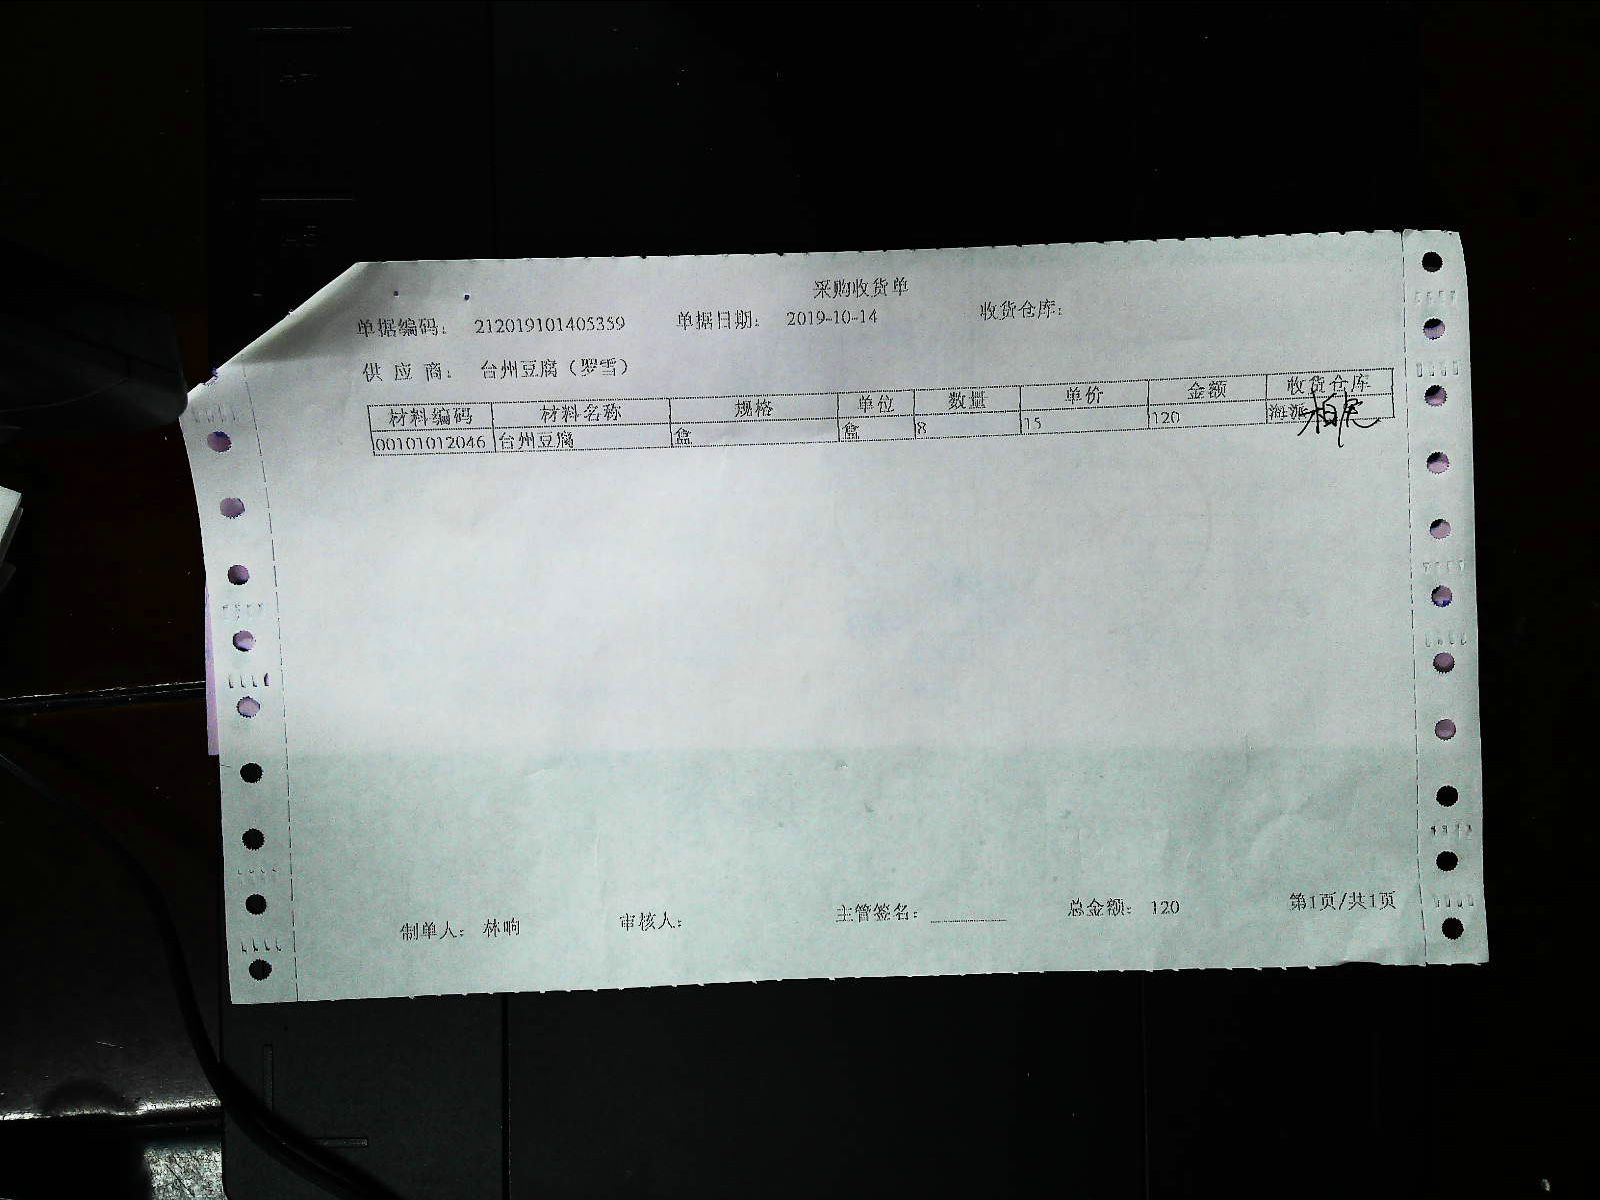 采购收货单
单据编码： 212019101405359 单据日期： 2019-10-14 收货仓库：
供 应 商： 台州豆腐（罗雪）
材料编码 材料名称 规格 单位 数量 单价 金额 收货仓库
00101012046 台州豆腐 盒 盒 8 15 120 海派
制单人： 林响 审核人： 主管签名： 总金额： 120 第1页/共1页